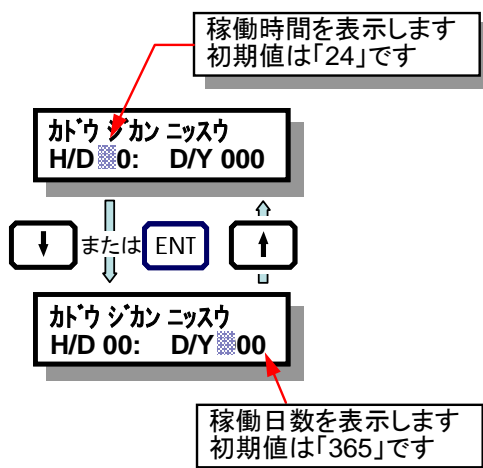 稼働時間を表示します
初期値は「24」です
カドウ ジカン ニッスウ
H/D 0: D/Y 000
または ENT
カドウ ジカン ニッスウ
H/D 00: D/Y 00
稼働日数を表示します
初期値は「365」です